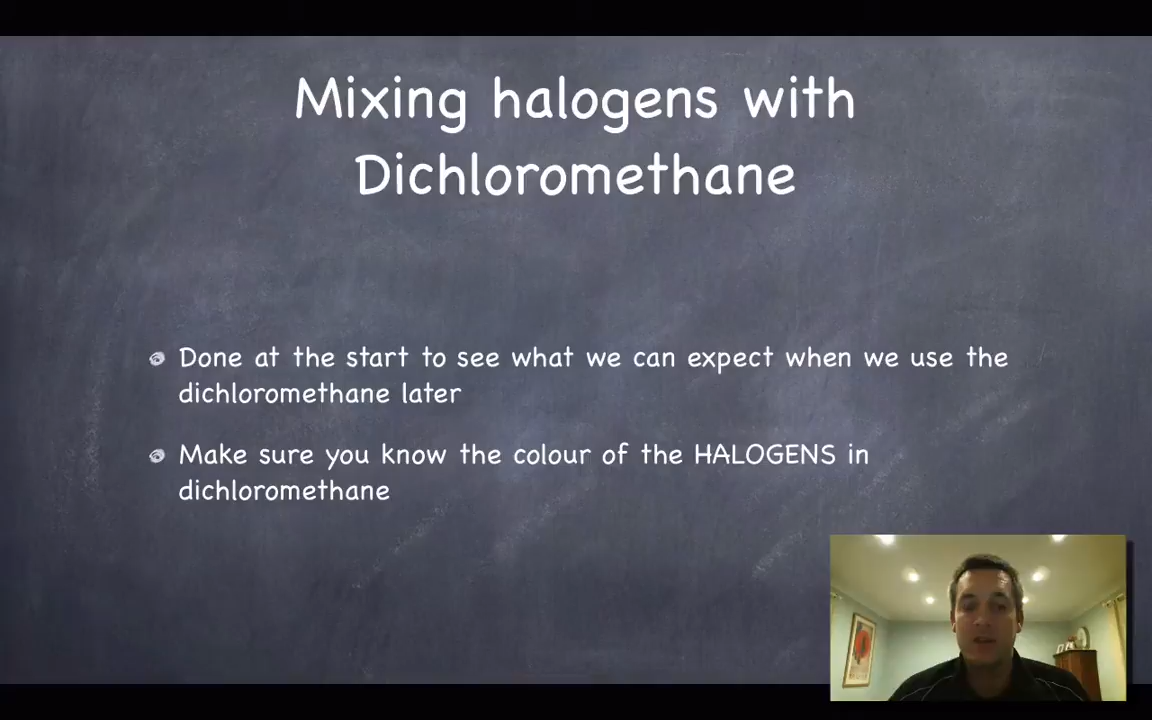 Mixing halogens with
Dichloromethane
Done at the start to see what we can expect when we use the
dichloromethane later
Make sure you know the colour of the HALOGENS in
dichloromethane